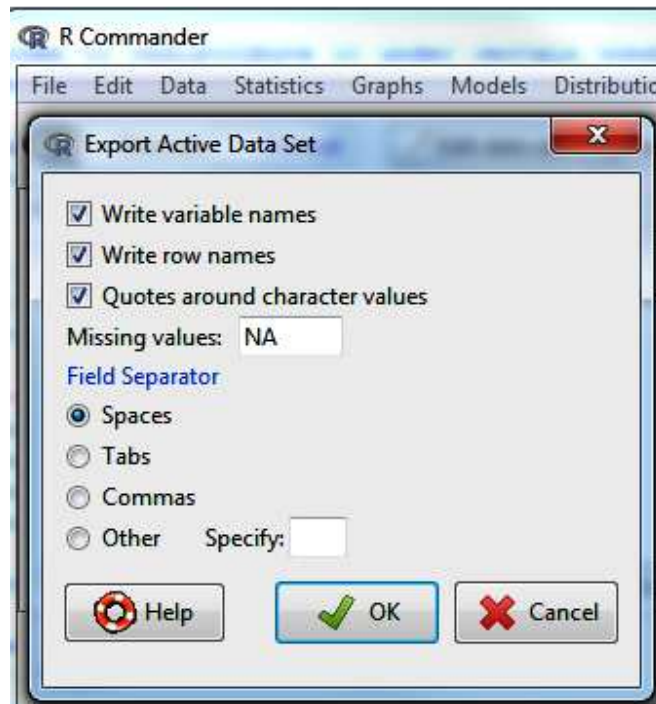 R Commander
File Edit Data Statistics Graphs Models Distributio
Export Active Data Set
Write variable names
Write row names
Quotes around character values
Missing values: NA
Field Separator
Spaces
Tabs
Commas
Other Specify:
Help OK Cancel